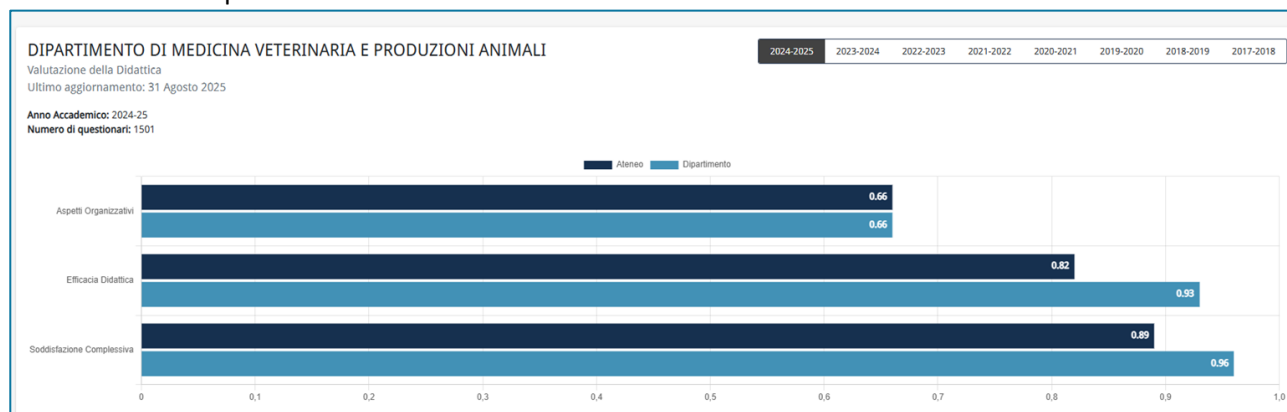 DIPARTIMENTO DI MEDICINA VETERINARIA E PRODUZIONI ANIMALI
2024-2025 2023-2024 2022-2023 2021-2022 2020-2021 2019-2020 2018-2019 2017-2018
Valutazione della Didattica
Ultimo aggiornamento: 31 Agosto 2025
Anno Accademico: 2024-25
Numero di questionari: 1501
Ateneo Dipartimento
Aspetti Organizzativi
0.66
0.66
Efficacia Didattica
0.82
0.93
Soddisfazione Complessiva
0.89
0.96
0 0,1 0,2 0,3 0,4 0,5 0,6 0,7 0,8 0,9 1,0